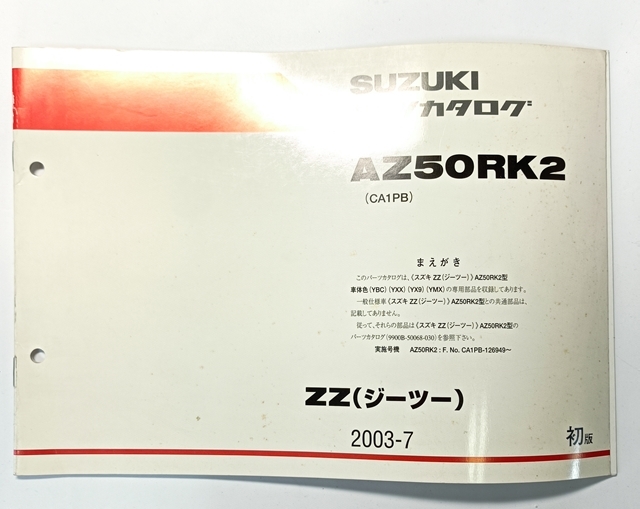 SUZUKI
カタログ
AZ50RK2
(CA1PB)
まえがき
このパーツカタログは、《スズキ ZZ（ジーツー）》AZ50RK2型
車体色(YBC) (YXX) (YX9) (YMX) の専用部品を収録してあります。
一般仕様車《スズキ ZZ（ジーツー）》AZ50RK2型との共通部品は、
記載してありません。
従って、それらの部品は《スズキ ZZ（ジーツー）》AZ50RK2型の
パーツカタログ(9900B-50068-030)を参照下さい。
実施号機 AZ50RK2 : F. No. CA1PB-126949～
ZZ(ジーツー)
2003-7
初版